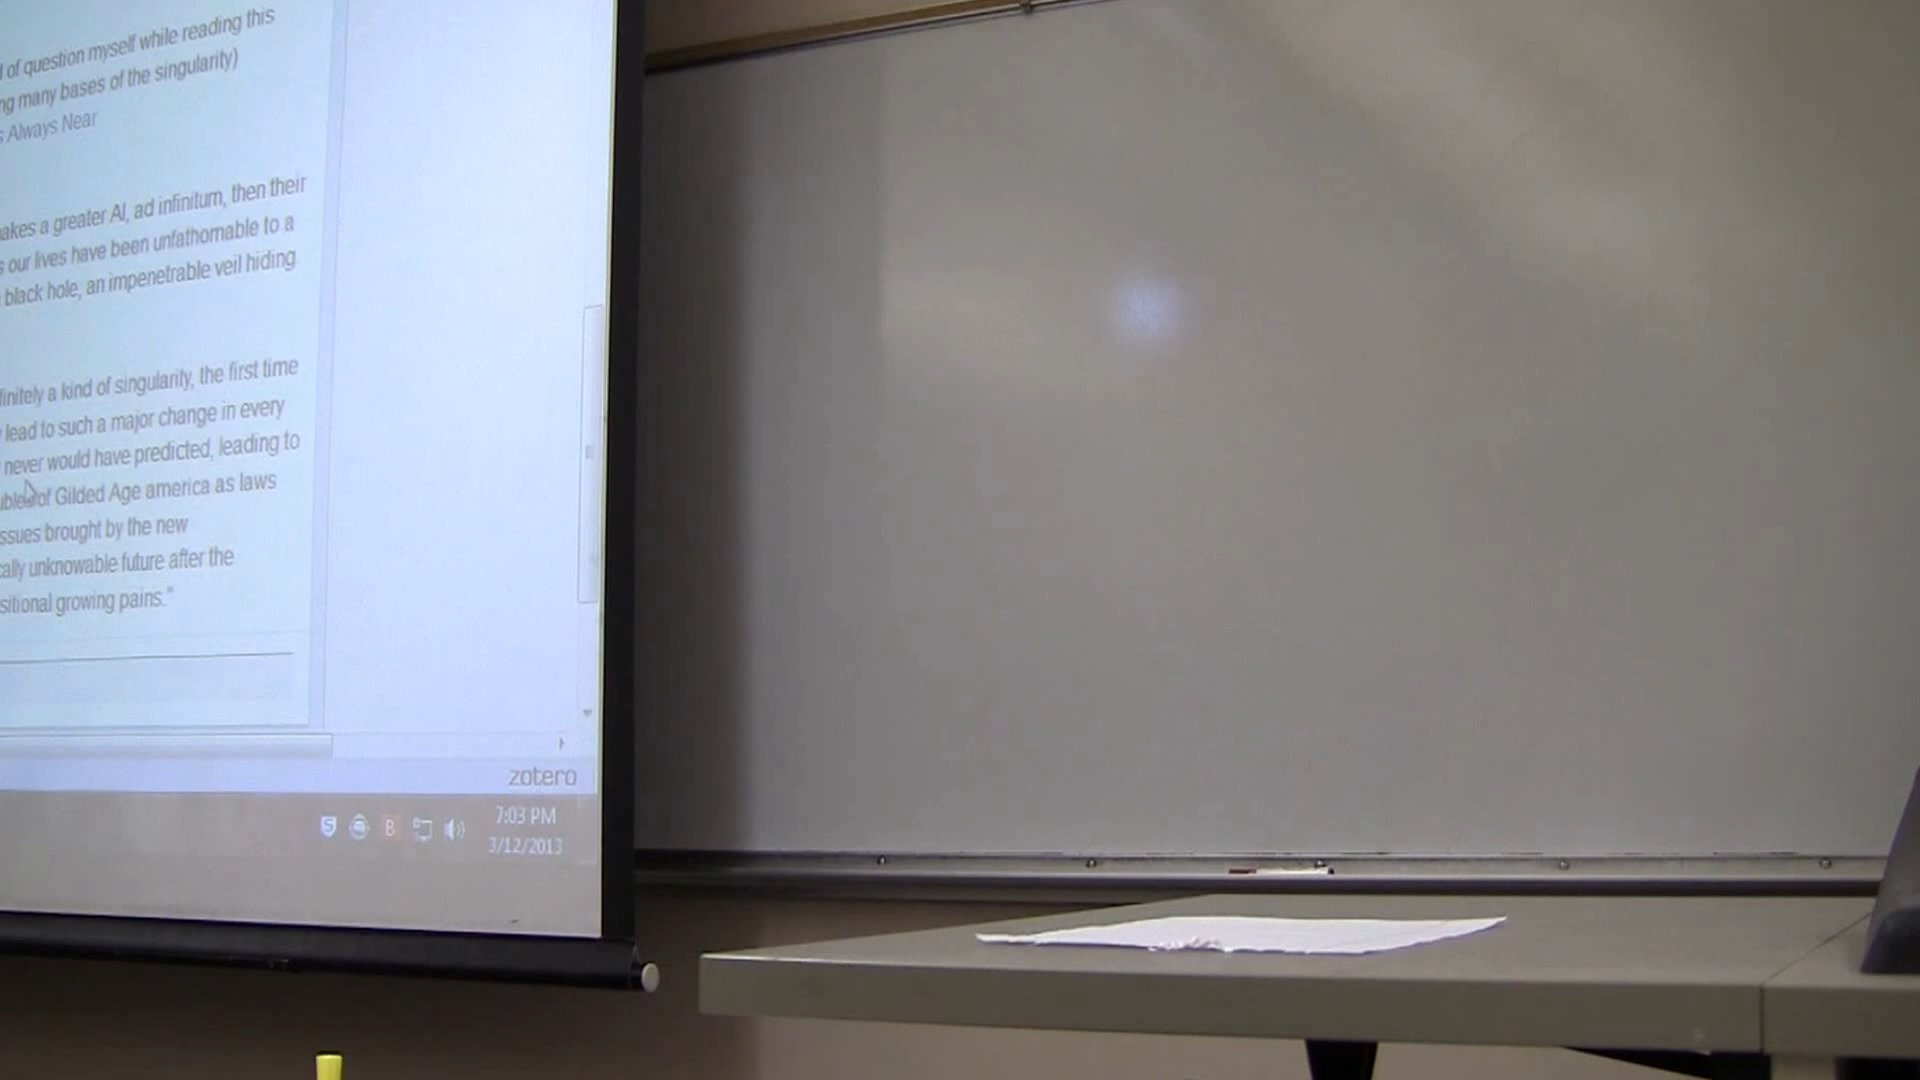 of question myself while reading this
ng many bases of the singularity)
s Always Near
akes a greater AI, ad infinitum, then their
s our lives have been unfathomable to a
black hole, an impenetrable veil hiding
finitely a kind of singularity, the first time
lead to such a major change in every
never would have predicted, leading to
of Gilded Age america as laws
ssues brought by the new
cally unknowable future after the
sitional growing pains."
zotero
7:03 PM
3/12/2013